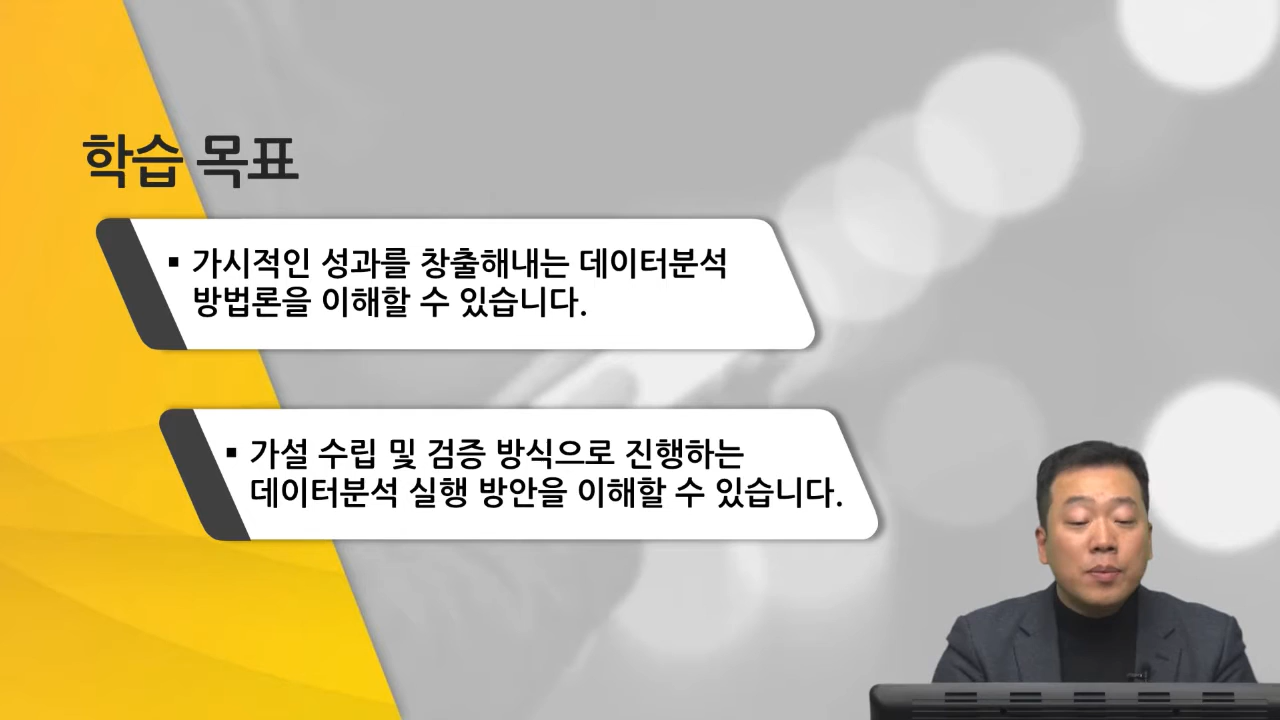 학습 목표
▪ 가시적인 성과를 창출해내는 데이터분석
방법론을 이해할 수 있습니다.
▪ 가설 수립 및 검증 방식으로 진행하는
데이터분석 실행 방안을 이해할 수 있습니다.